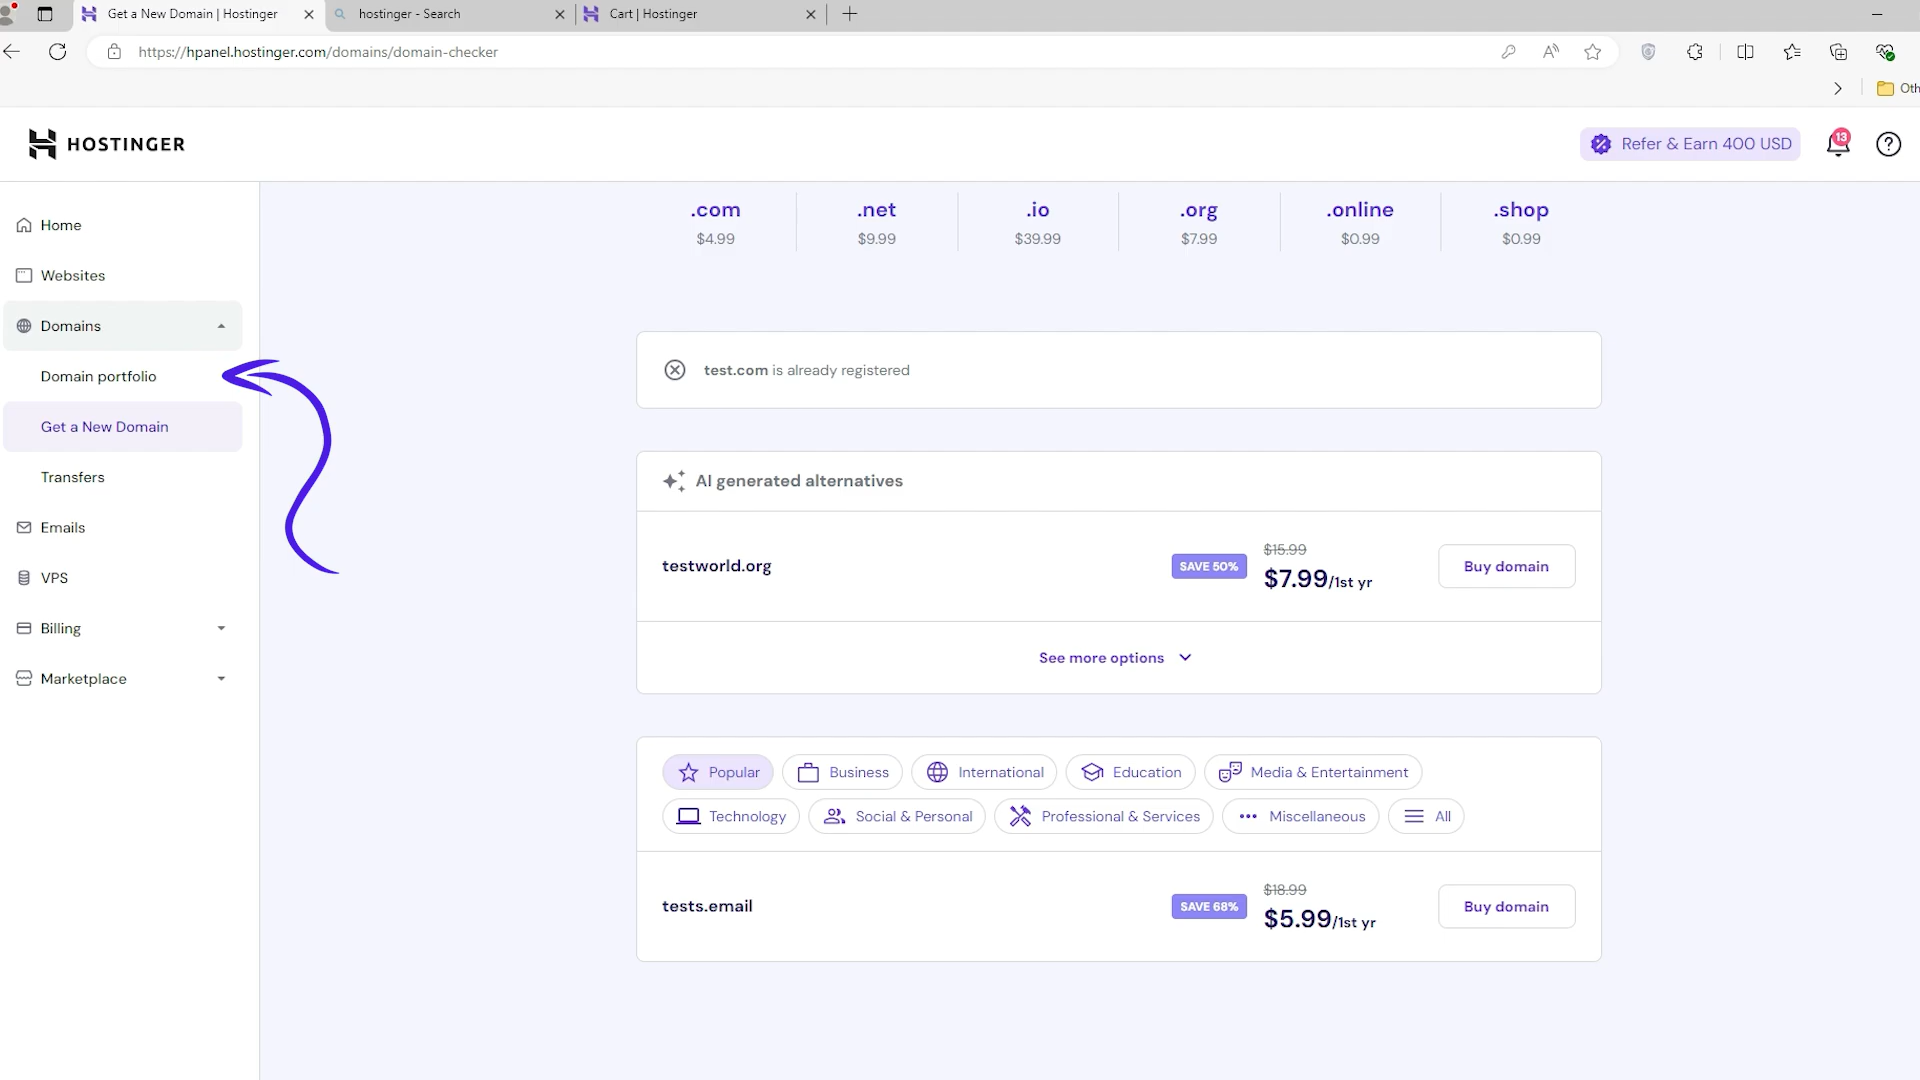 Get a New Domain | Hostinger
hostinger - Search
Cart | Hostinger
https://hpanel.hostinger.com/domains/domain-checker
Oth
HOSTINGER
Refer & Earn 400 USD
13
Home
Websites
Domains
Domain portfolio
Get a New Domain
Transfers
Emails
VPS
Billing
Marketplace
.com
.net
.io
.org
.online
.shop
$4.99
$9.99
$39.99
$7.99
$0.99
$0.99
test.com is already registered
AI generated alternatives
testworld.org
SAVE 50%
$15.99
$7.99/1st yr
Buy domain
See more options
Popular
Business
International
Education
Media & Entertainment
Technology
Social & Personal
Professional & Services
Miscellaneous
All
tests.email
SAVE 68%
$18.99
$5.99/1st yr
Buy domain